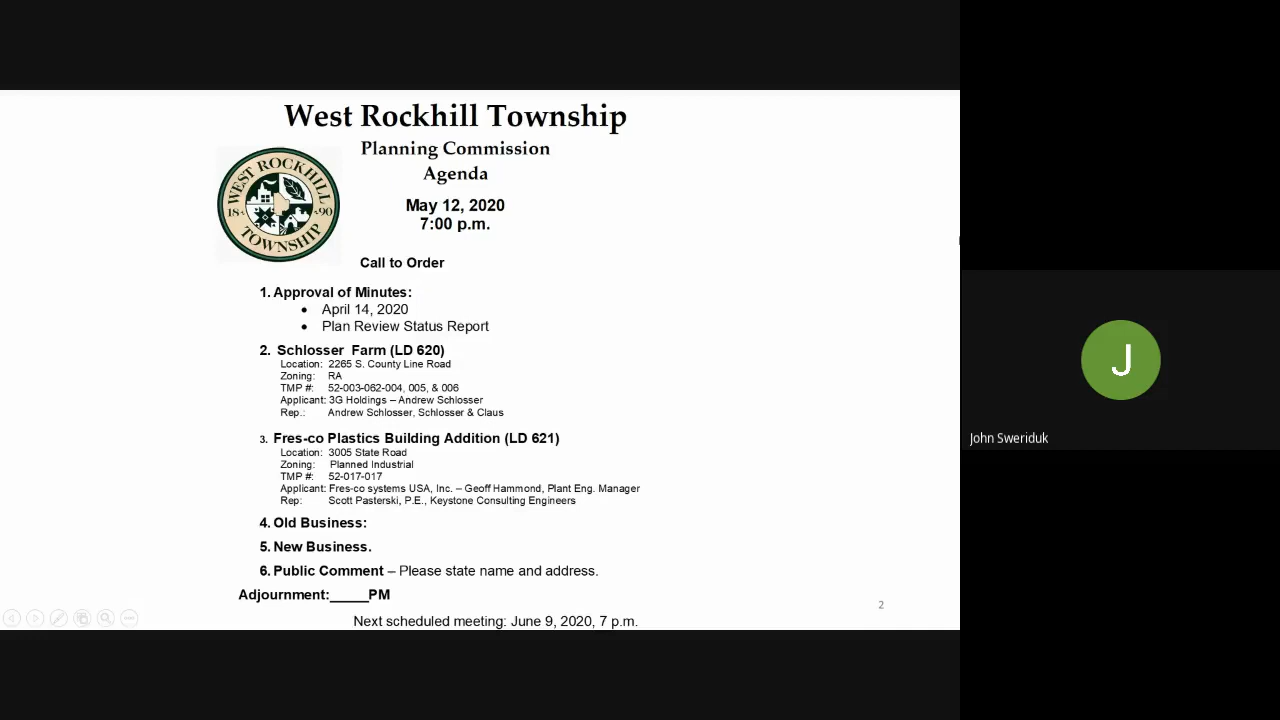 West Rockhill Township
Planning Commission
Agenda
May 12, 2020
7:00 p.m.
WEST ROCKHILL
18 90
TOWNSHIP
Call to Order
1. Approval of Minutes:
• April 14, 2020
• Plan Review Status Report
2. Schlosser Farm (LD 620)
Location: 2265 S. County Line Road
Zoning: RA
TMP #: 52-003-062-004, 005, & 006
Applicant: 3G Holdings – Andrew Schlosser
Rep.: Andrew Schlosser, Schlosser & Claus
3. Fres-co Plastics Building Addition (LD 621)
Location: 3005 State Road
Zoning: Planned Industrial
TMP #: 52-017-017
Applicant: Fres-co systems USA, Inc. – Geoff Hammond, Plant Eng. Manager
Rep: Scott Pasterski, P.E., Keystone Consulting Engineers
4. Old Business:
5. New Business.
6. Public Comment – Please state name and address.
Adjournment:_____PM
Next scheduled meeting: June 9, 2020, 7 p.m.
2
J
John Sweriduk